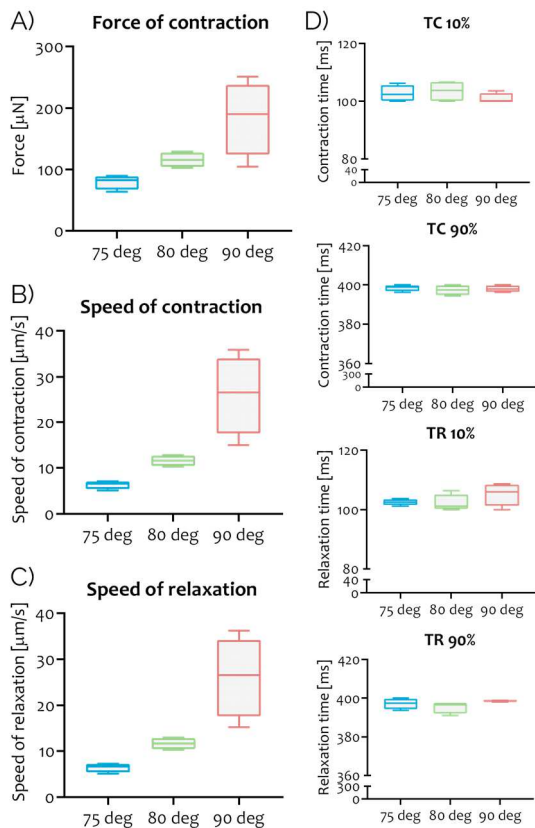 A)
Force of contraction
Force [µN]
300
200
100
0
75 deg 80 deg 90 deg
B)
Speed of contraction
Speed of contraction [µm/s]
40
30
20
10
0
75 deg 80 deg 90 deg
C)
Speed of relaxation
Speed of relaxation [µm/s]
40
30
20
10
0
75 deg 80 deg 90 deg
D)
TC 10%
Contraction time [ms]
120
100
80
40
0
75 deg 80 deg 90 deg
TC 90%
Contraction time [ms]
420
400
380
360
300
0
75 deg 80 deg 90 deg
TR 10%
Relaxation time [ms]
120
100
80
40
0
75 deg 80 deg 90 deg
TR 90%
Relaxation time [ms]
420
400
380
360
300
0
75 deg 80 deg 90 deg